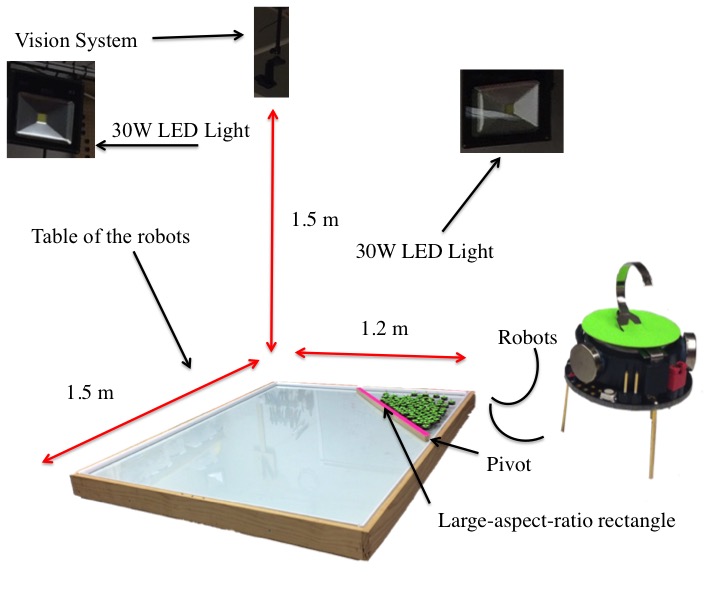 Vision System
30W LED Light
1.5 m
Table of the robots
30W LED Light
1.2 m
Robots
1.5 m
Pivot
Large-aspect-ratio rectangle